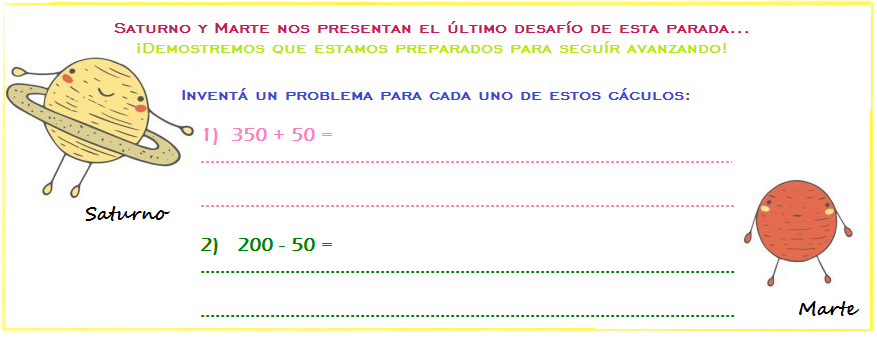 Saturno y Marte nos presentan el último desafío de esta parada...
¡Demostremos que estamos preparados para seguír avanzando!
Inventá un problema para cada uno de estos cáculos:
1) 350 + 50 =
Saturno
2) 200 - 50 =
Marte